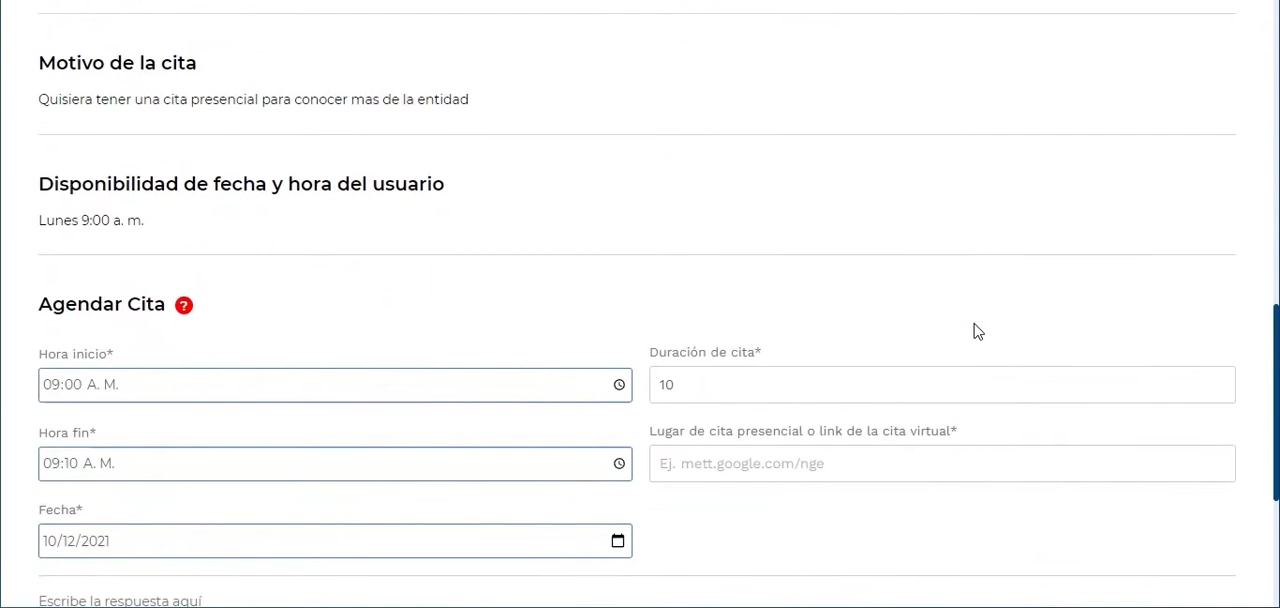 Motivo de la cita
Quisiera tener una cita presencial para conocer mas de la entidad
Disponibilidad de fecha y hora del usuario
Lunes 9:00 a. m.
Agendar Cita ?
Hora inicio*
09:00 A. M.
Duración de cita*
10
Hora fin*
09:10 A. M.
Lugar de cita presencial o link de la cita virtual*
Ej. mett.google.com/nge
Fecha*
10/12/2021
Escribe la respuesta aquí